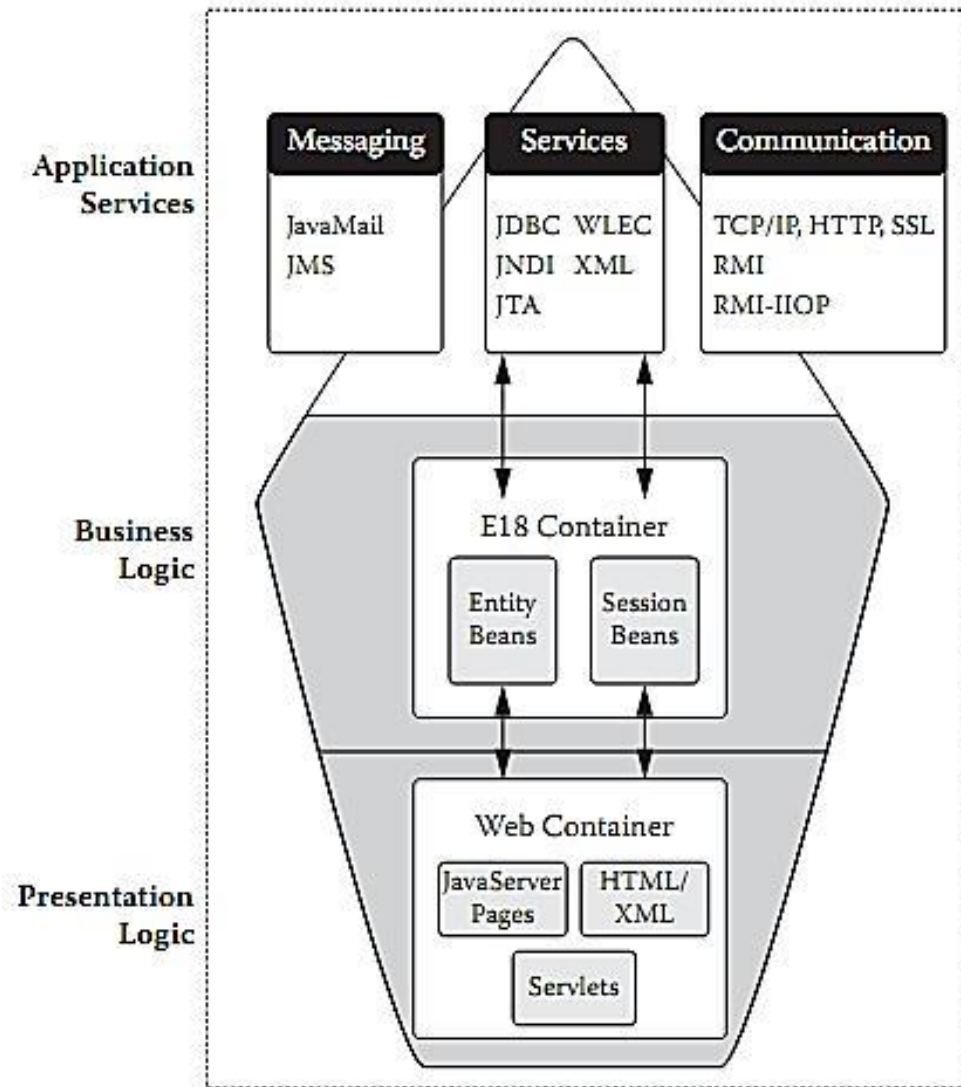 Application
Services
Messaging
JavaMail
JMS
Services
JDBC WLEC
JNDI XML
JTA
Communication
TCP/IP, HTTP, SSL
RMI
RMI-IIOP
Business
Logic
E18 Container
Entity
Beans
Session
Beans
Presentation
Logic
Web Container
JavaServer
Pages
HTML/
XML
Servlets